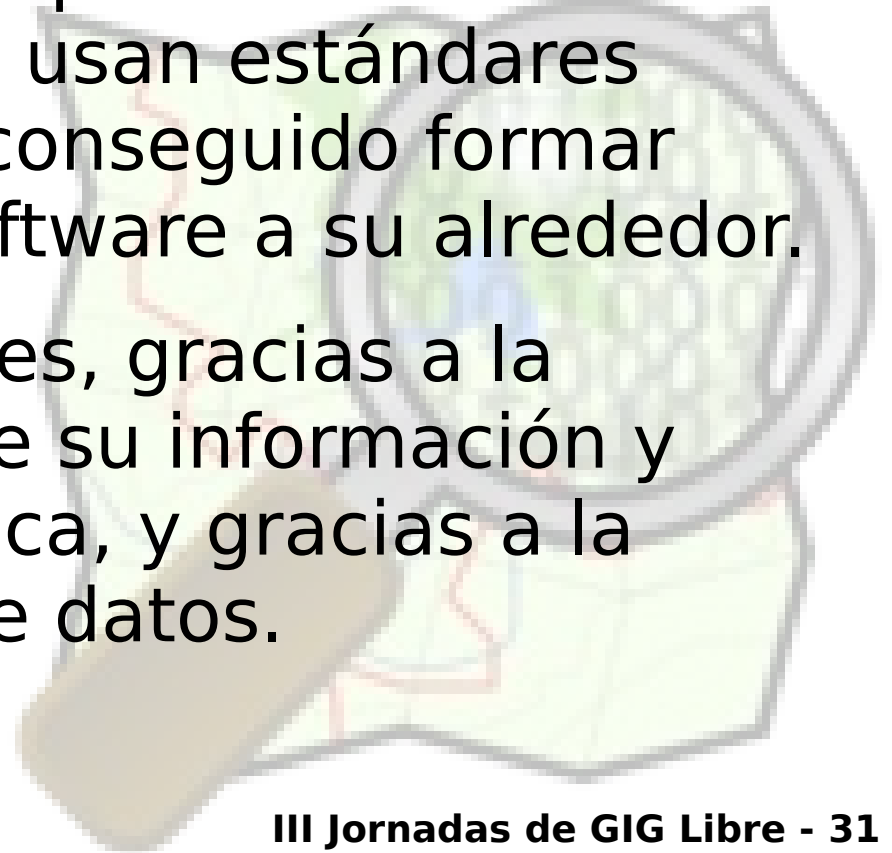 usan estándares
conseguido formar
ftware a su alrededor.
es, gracias a la
e su información y
ca, y gracias a la
e datos.
III Jornadas de GIG Libre - 31